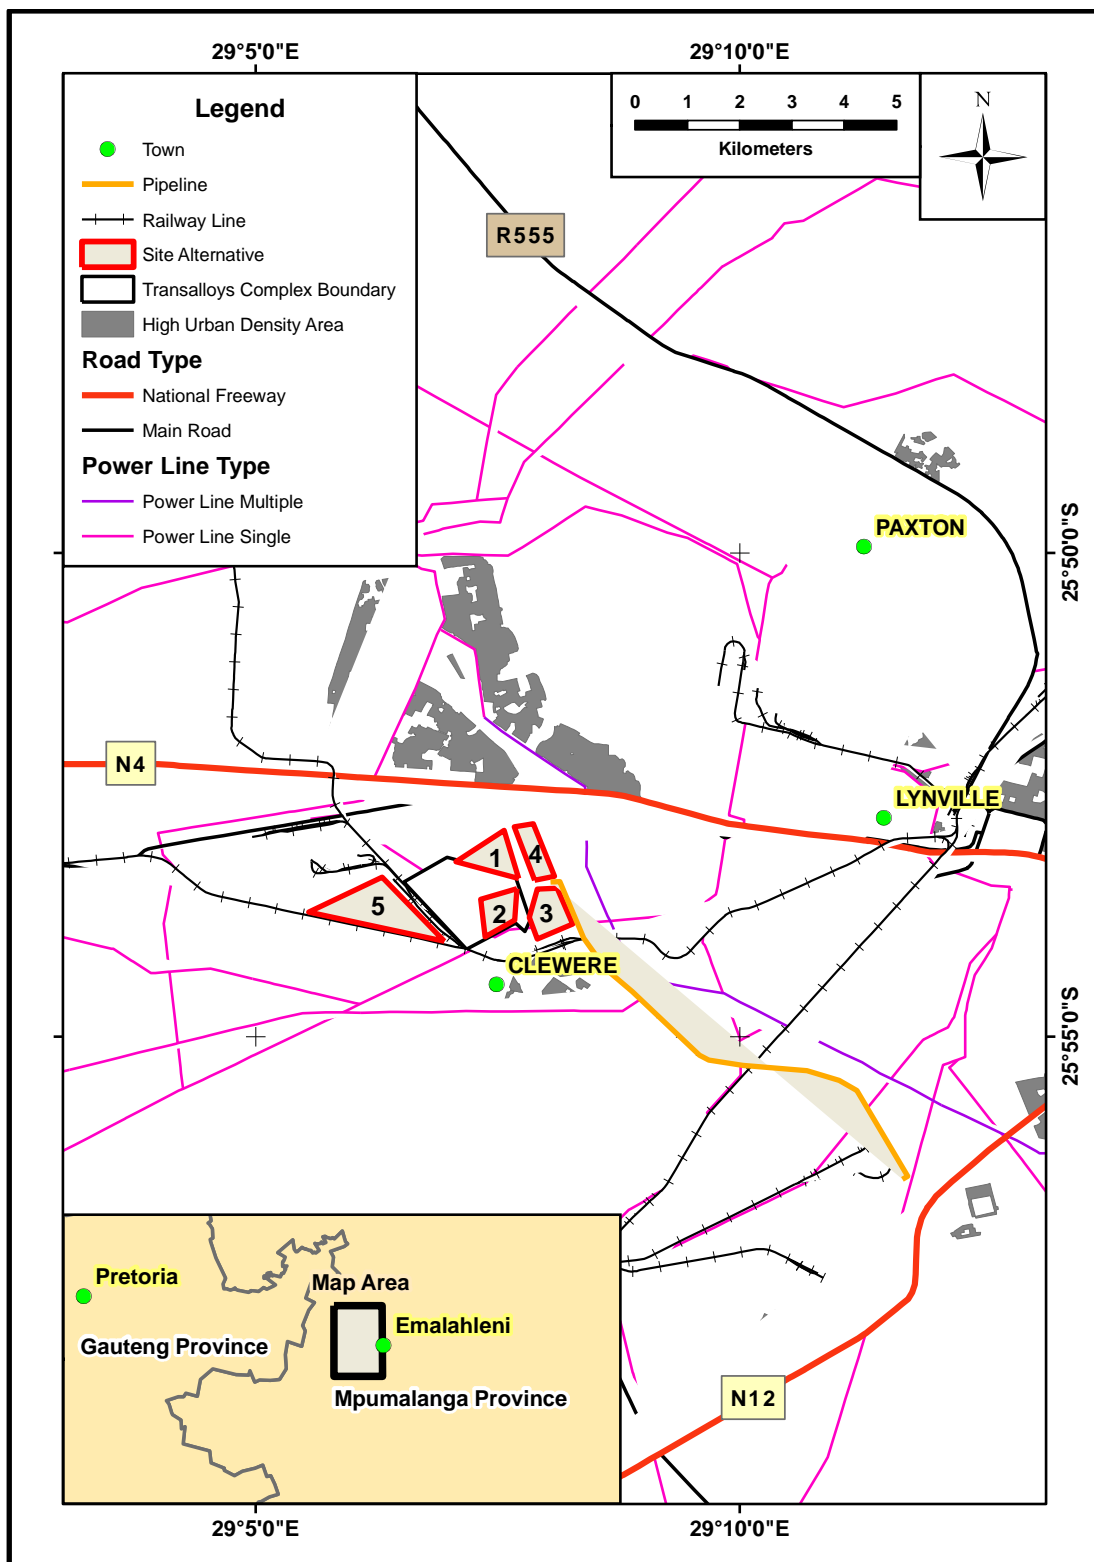 29°5'0"E
29°10'0"E
Legend
Town
Pipeline
Railway Line
Site Alternative
Transalloys Complex Boundary
High Urban Density Area
Road Type
National Freeway
Main Road
Power Line Type
Power Line Multiple
Power Line Single
0 1 2 3 4 5
Kilometers
N
R555
PAXTON
25°50'0"S
N4
LYNVILLE
1
4
5
2
3
CLEWERE
25°55'0"S
Pretoria
Map Area
Emalahleni
Gauteng Province
Mpumalanga Province
N12
29°5'0"E
29°10'0"E